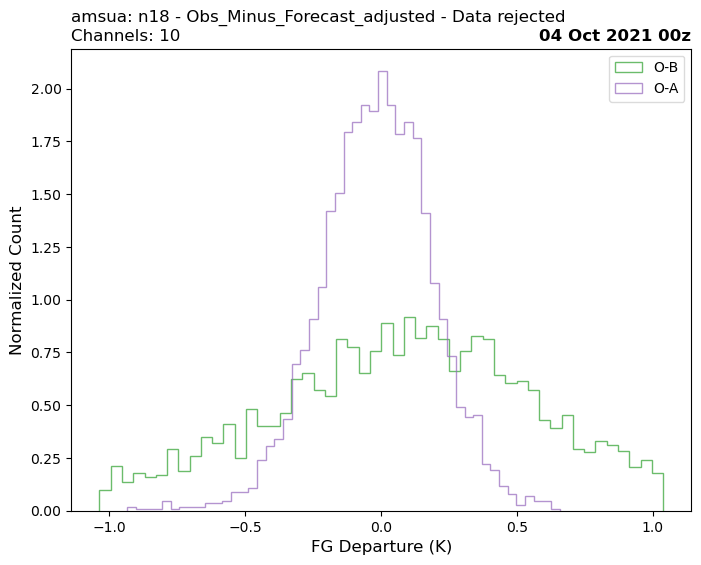 amsua: n18 - Obs_Minus_Forecast_adjusted - Data rejected
Channels: 10
04 Oct 2021 00z
O-B
O-A
Normalized Count
2.00
1.75
1.50
1.25
1.00
0.75
0.50
0.25
0.00
−1.0
−0.5
0.0
0.5
1.0
FG Departure (K)